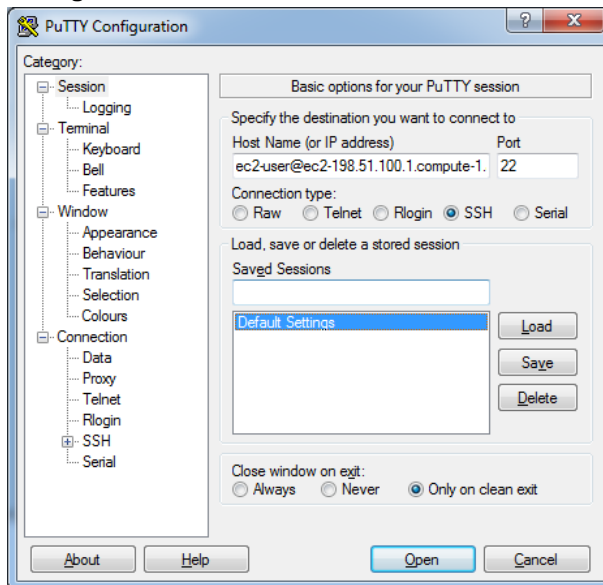 PuTTY Configuration
Category:
Session
Logging
Terminal
Keyboard
Bell
Features
Window
Appearance
Behaviour
Translation
Selection
Colours
Connection
Data
Proxy
Telnet
Rlogin
SSH
Serial
Basic options for your PuTTY session
Specify the destination you want to connect to
Host Name (or IP address) Port
ec2-user@ec2-198.51.100.1.compute-1. 22
Connection type:
Raw Telnet Rlogin SSH Serial
Load, save or delete a stored session
Saved Sessions
Default Settings
Load
Save
Delete
Close window on exit:
Always Never Only on clean exit
About Help Open Cancel